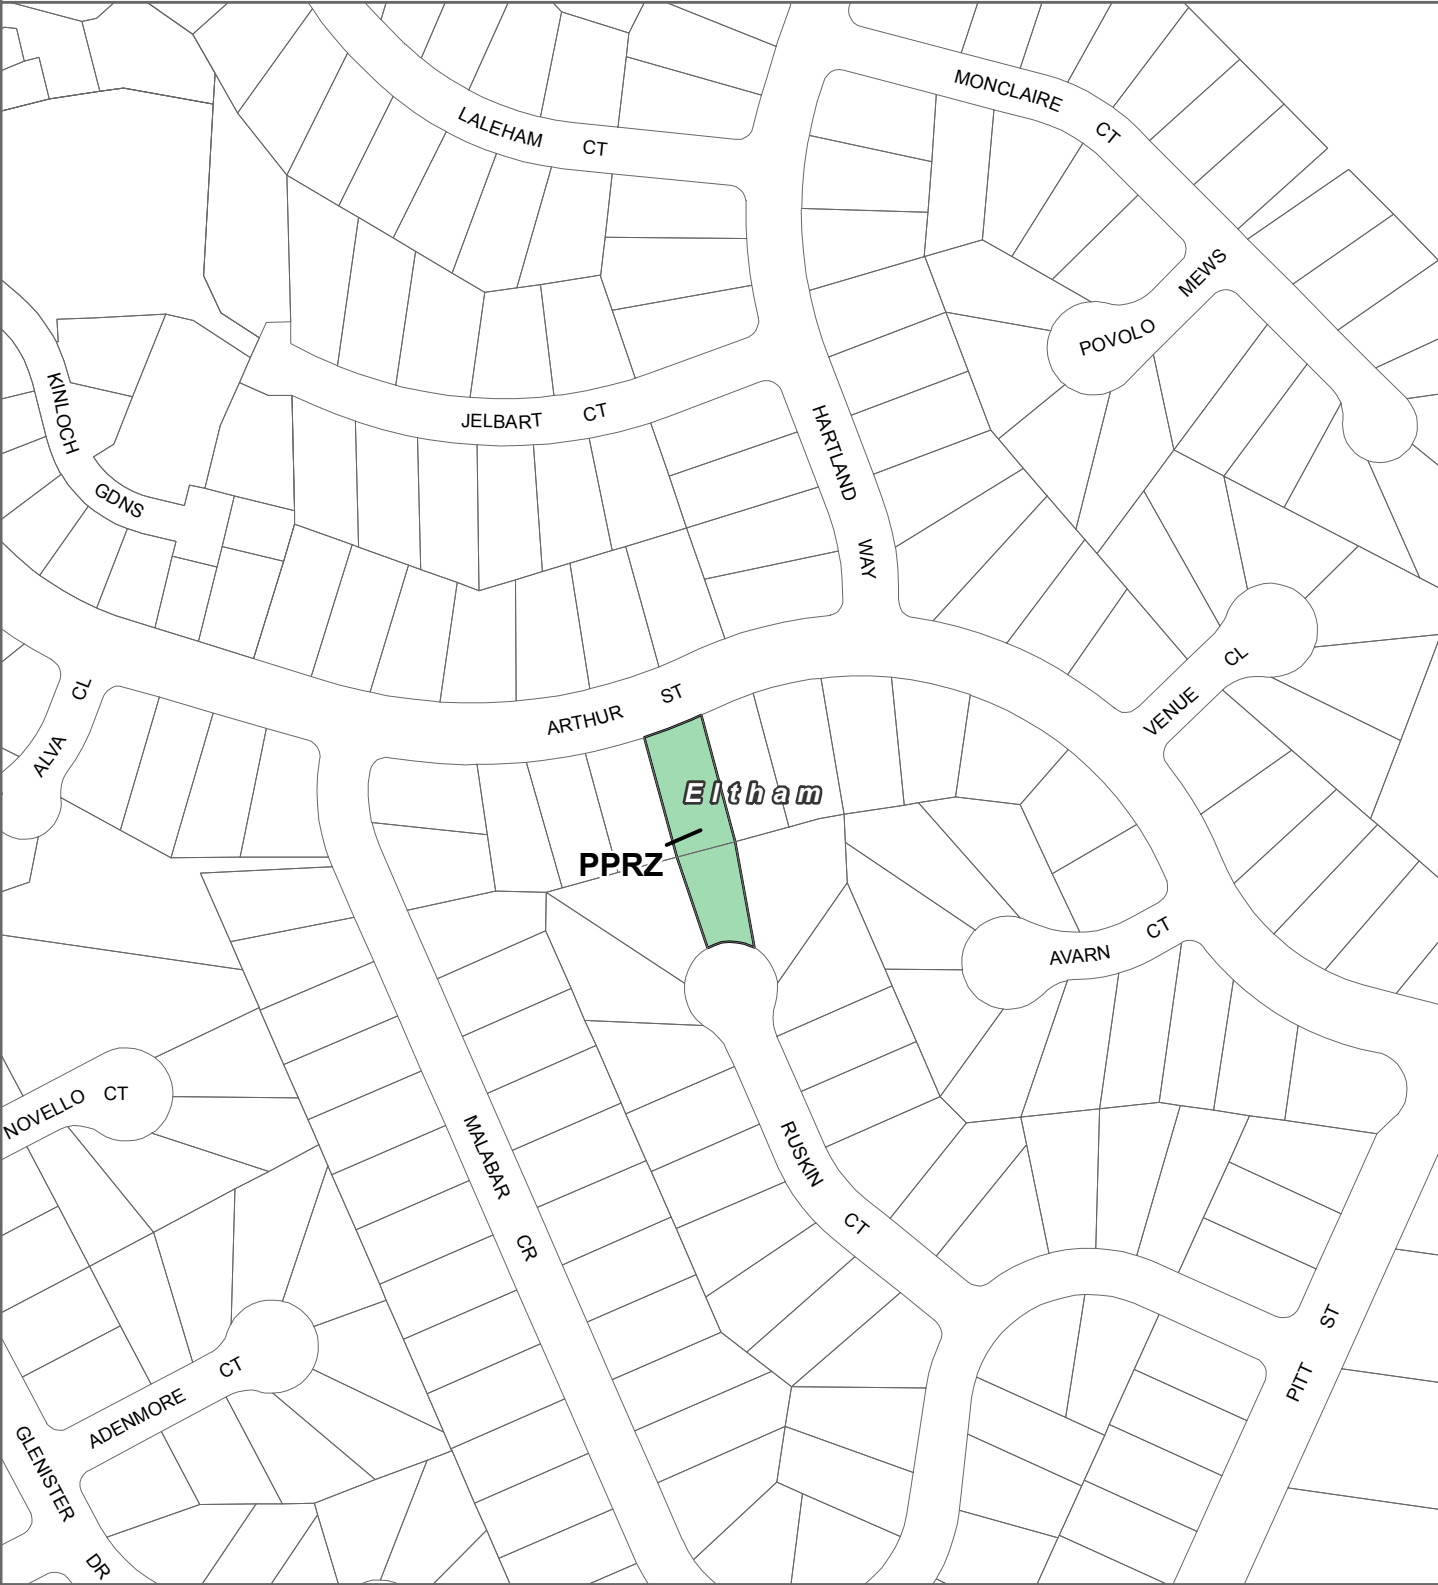 MONCLAIRE CT
LALEHAM CT
POVOLO MEWS
KINLOCH GDNS
JELBART CT
HARTLAND WAY
ALVA CL
ARTHUR ST
VENUE CL
Eltham
PPRZ
AVARN CT
NOVELLO CT
MALABAR CR
RUSKIN CT
ADENMORE CT
PITT ST
GLENISTER DR